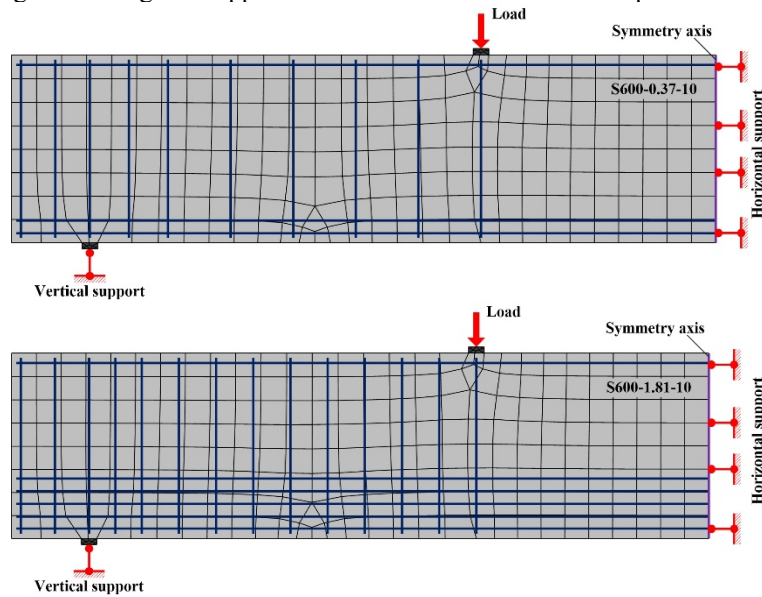 Load
Symmetry axis
S600-0.37-10
Horizontal support
Vertical support
Load
Symmetry axis
S600-1.81-10
Horizontal support
Vertical support